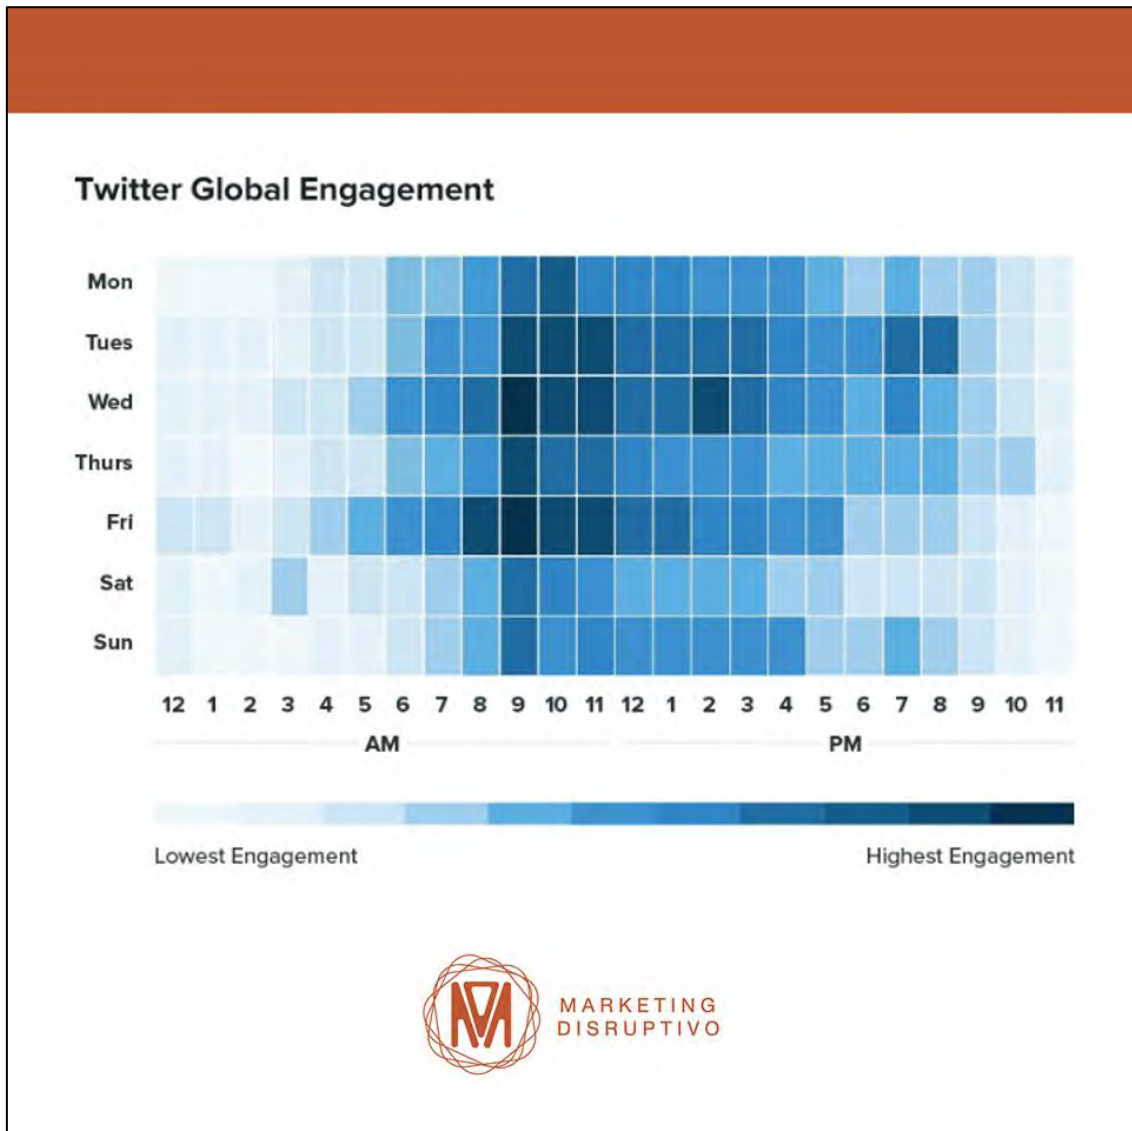 Twitter Global Engagement
Mon
Tues
Wed
Thurs
Fri
Sat
Sun
12 1 2 3 4 5 6 7 8 9 10 11 12 1 2 3 4 5 6 7 8 9 10 11
AM PM
Lowest Engagement Highest Engagement
MARKETING
DISRUPTIVO